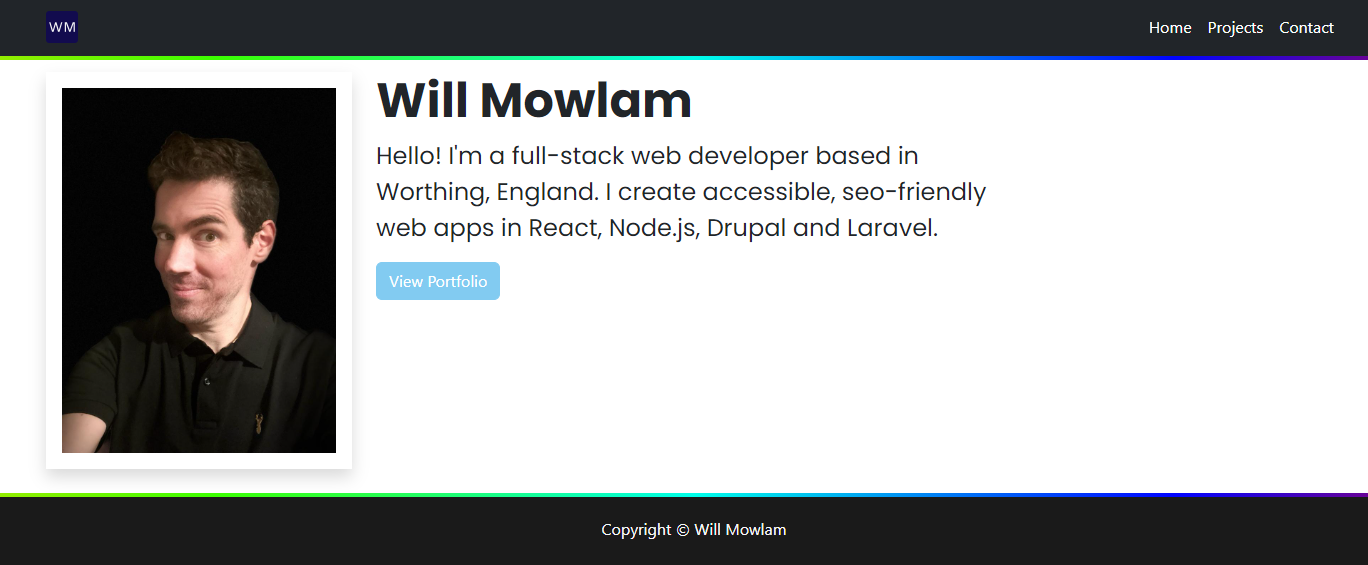 WM
Home Projects Contact
Will Mowlam
Hello! I'm a full-stack web developer based in
Worthing, England. I create accessible, seo-friendly
web apps in React, Node.js, Drupal and Laravel.
View Portfolio
Copyright © Will Mowlam